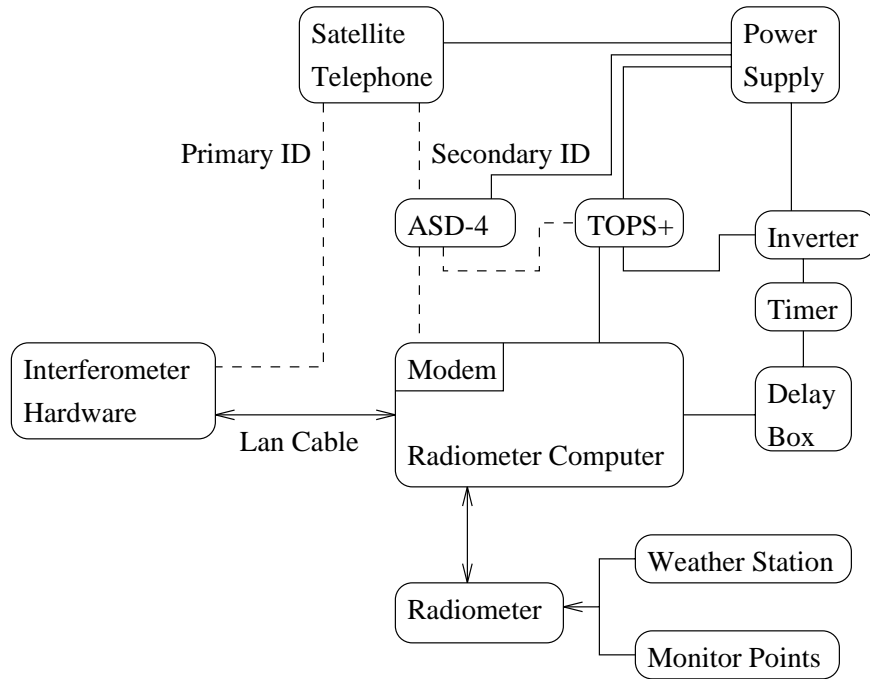 Satellite
Telephone
Power
Supply
Primary ID
Secondary ID
ASD-4
TOPS+
Inverter
Timer
Interferometer
Hardware
Modem
Delay
Box
Lan Cable
Radiometer Computer
Weather Station
Radiometer
Monitor Points